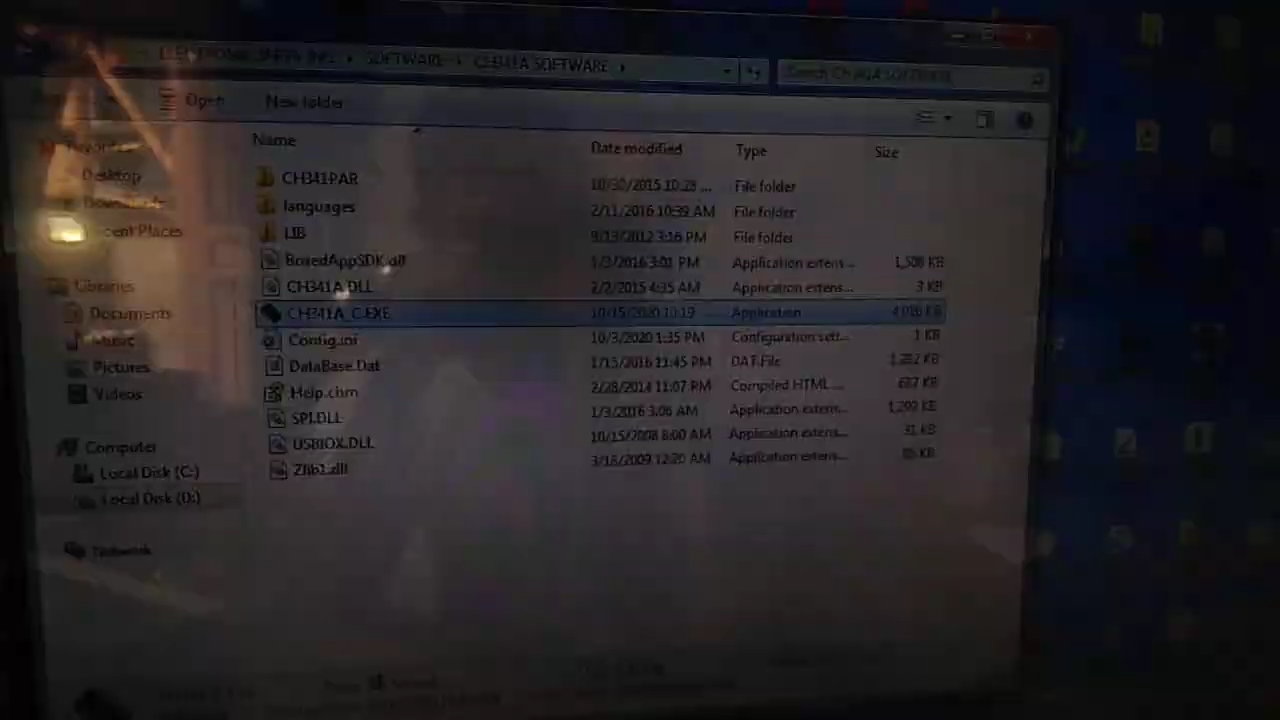 SOFTWARE CH341A SOFTWARE Search CH341A SOFTWARE
Open New folder
Name Date modified Type Size
Favorites
Desktop
Downloads
Recent Places
Libraries
Documents
Music
Pictures
Videos
Computer
Local Disk (C:)
Local Disk (D:)
Network
CH341PAR 10/30/2015 10:28 ... File folder
languages 2/11/2016 10:39 AM File folder
LIB 9/13/2012 3:16 PM File folder
BoxedAppSDK.dll 1/3/2016 3:01 PM Application extens... 1,508 KB
CH341A.DLL 2/2/2015 4:35 AM Application extens... 3 KB
CH341A_C.EXE 10/15/2020 10:19 ... Application KB
Config.ini 10/3/2020 1:35 PM Configuration sett... 1 KB
DataBase.Dat 1/15/2016 11:45 PM DAT File 1,282 KB
Help.chm 2/28/2014 11:07 PM Compiled HTML ... 637 KB
SPI.DLL 1/3/2016 3:06 AM Application extens... KB
USBIOX.DLL 10/15/2008 8:00 AM Application extens... 31 KB
Zlib1.dll 3/18/2009 12:20 AM Application extens... KB